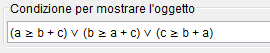 Condizione per mostrare l'oggetto
(a ≥ b + c) ∨ (b ≥ a + c) ∨ (c ≥ b + a)